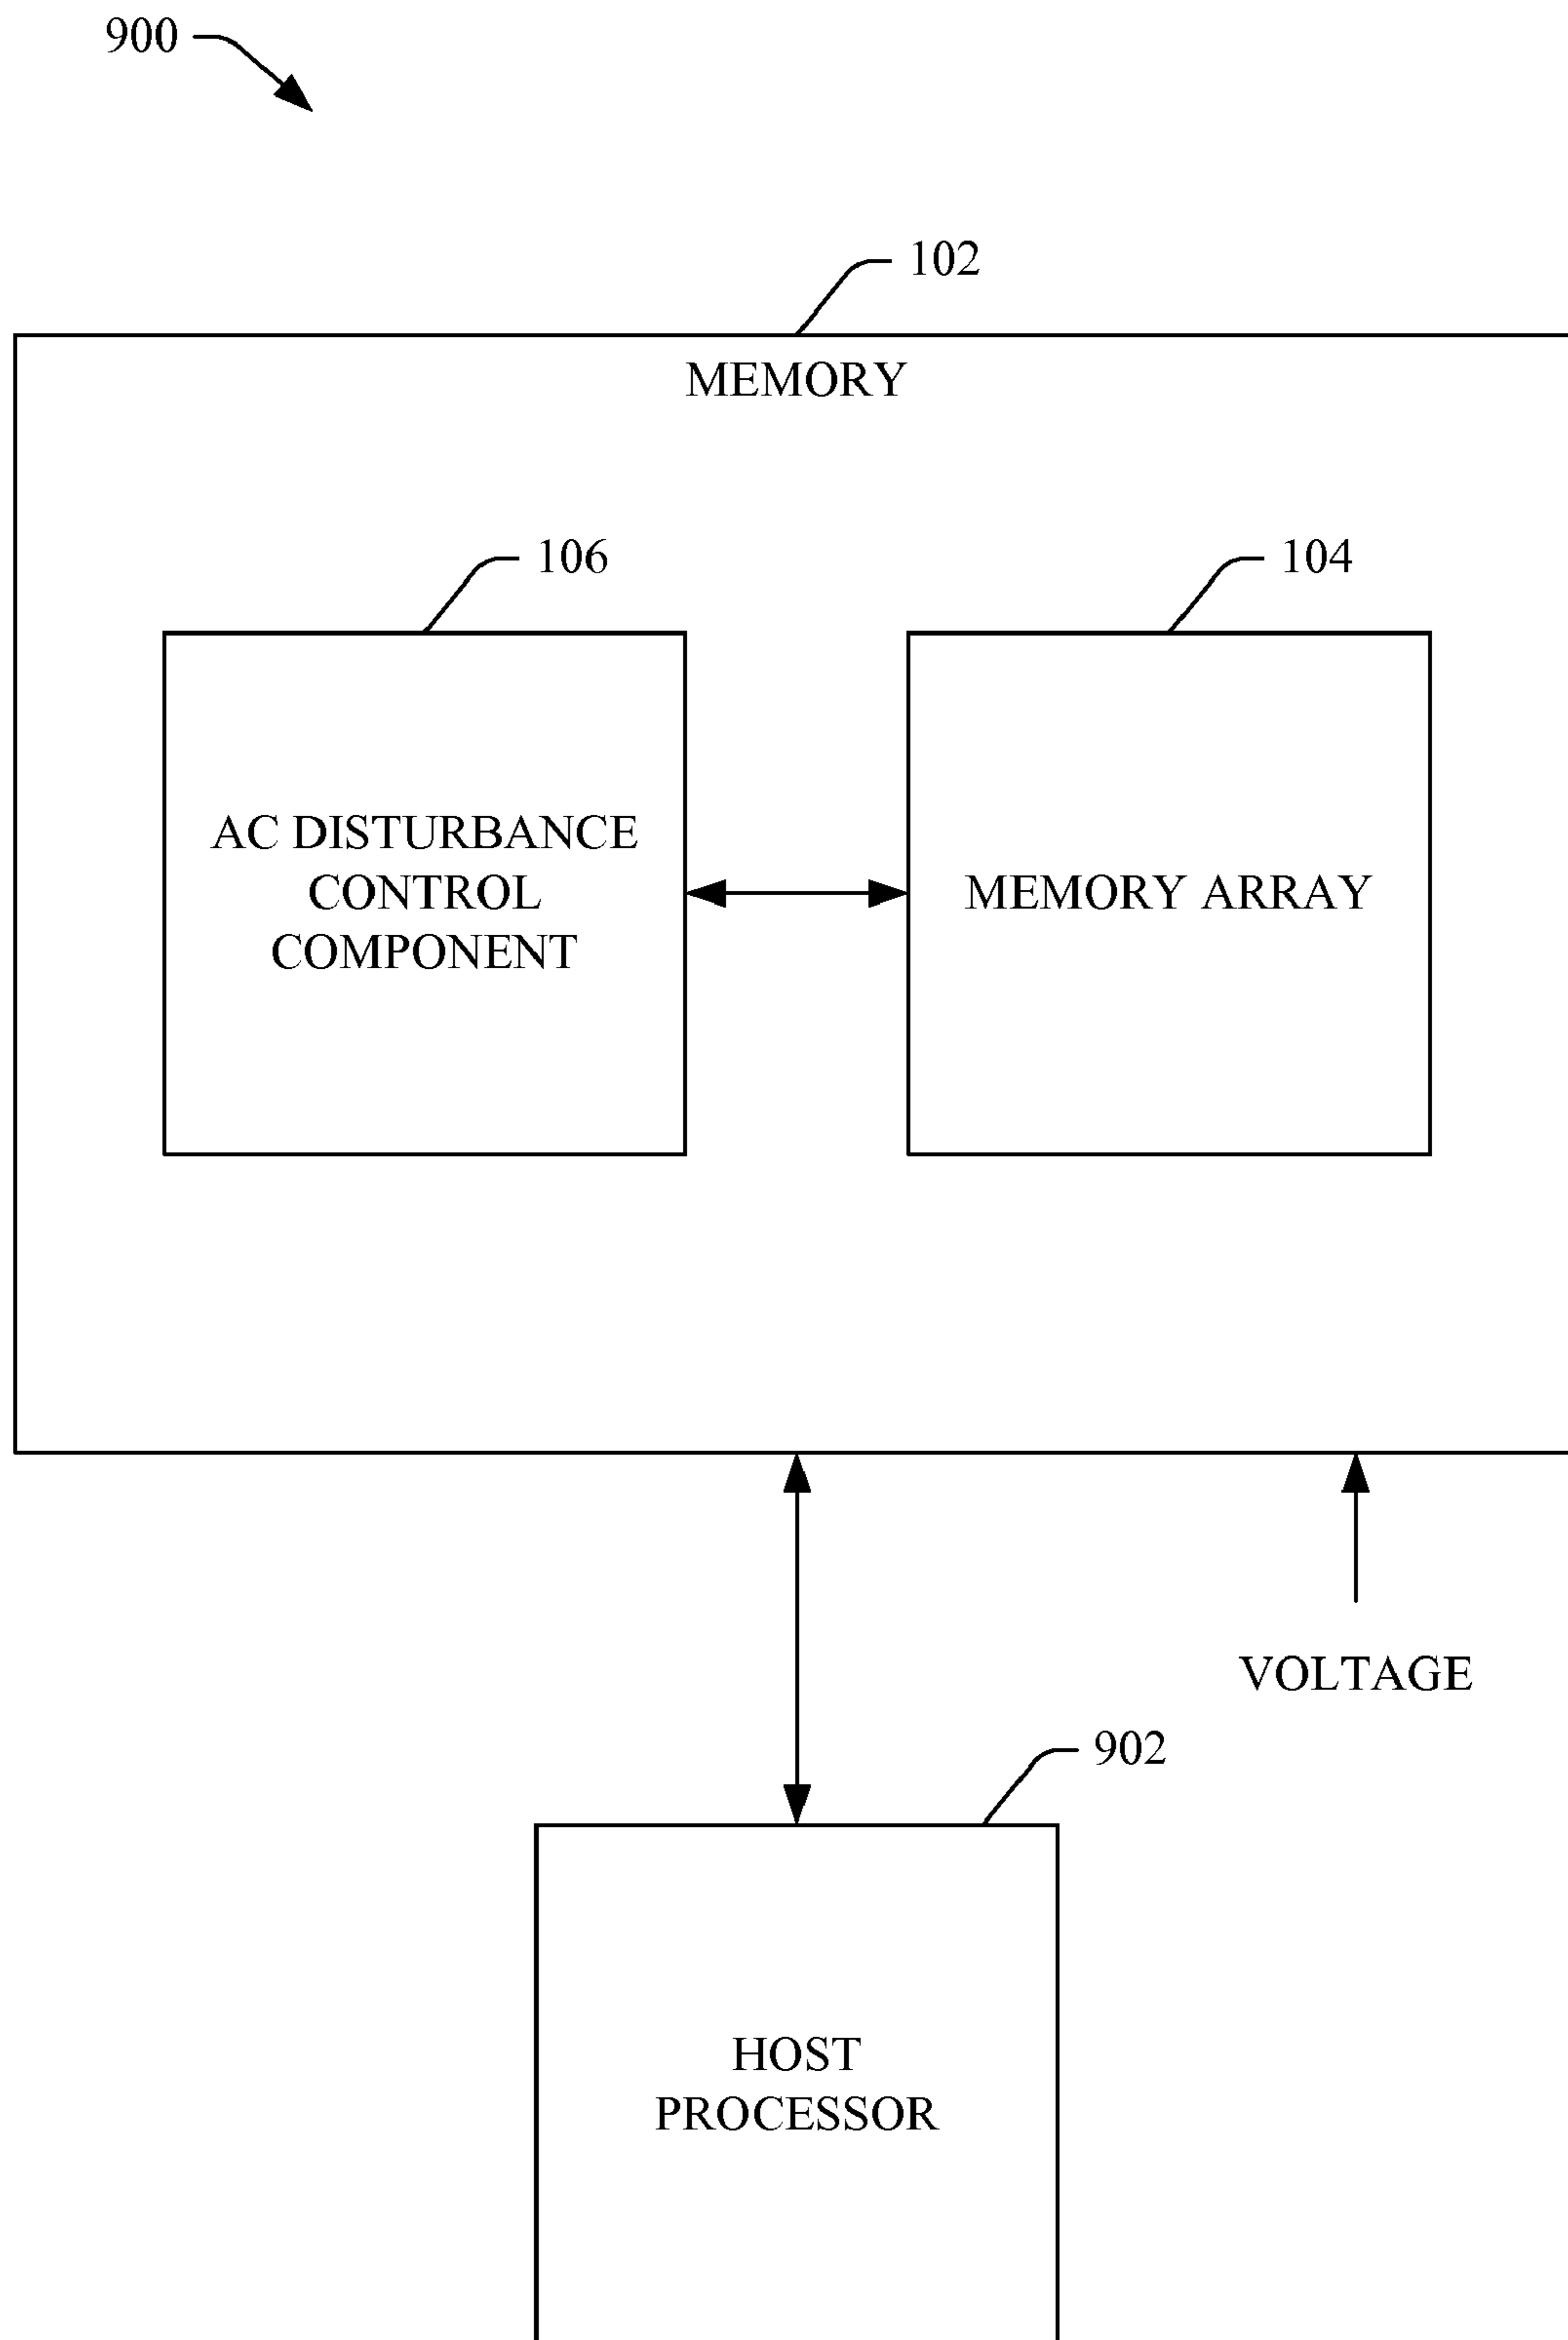 900
102
MEMORY
106
104
AC DISTURBANCE
CONTROL
COMPONENT
MEMORY ARRAY
VOLTAGE
902
HOST
PROCESSOR